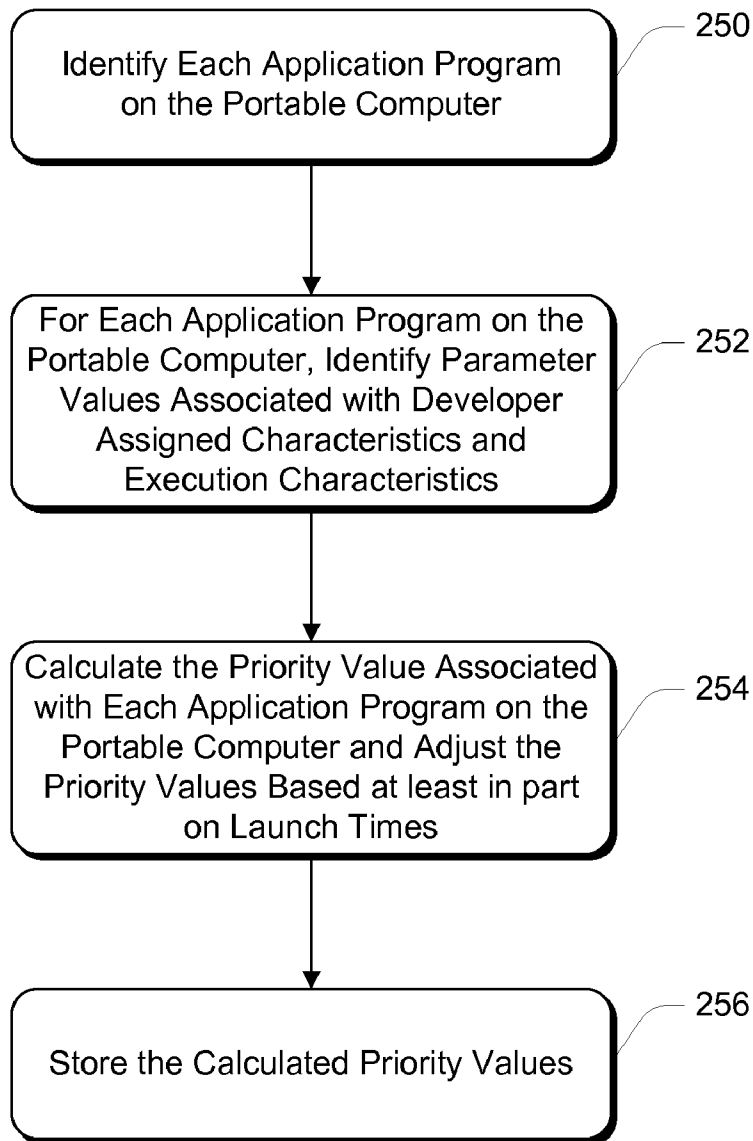 Identify Each Application Program
on the Portable Computer
250
For Each Application Program on the
Portable Computer, Identify Parameter
Values Associated with Developer
Assigned Characteristics and
Execution Characteristics
252
Calculate the Priority Value Associated
with Each Application Program on the
Portable Computer and Adjust the
Priority Values Based at least in part
on Launch Times
254
Store the Calculated Priority Values
256